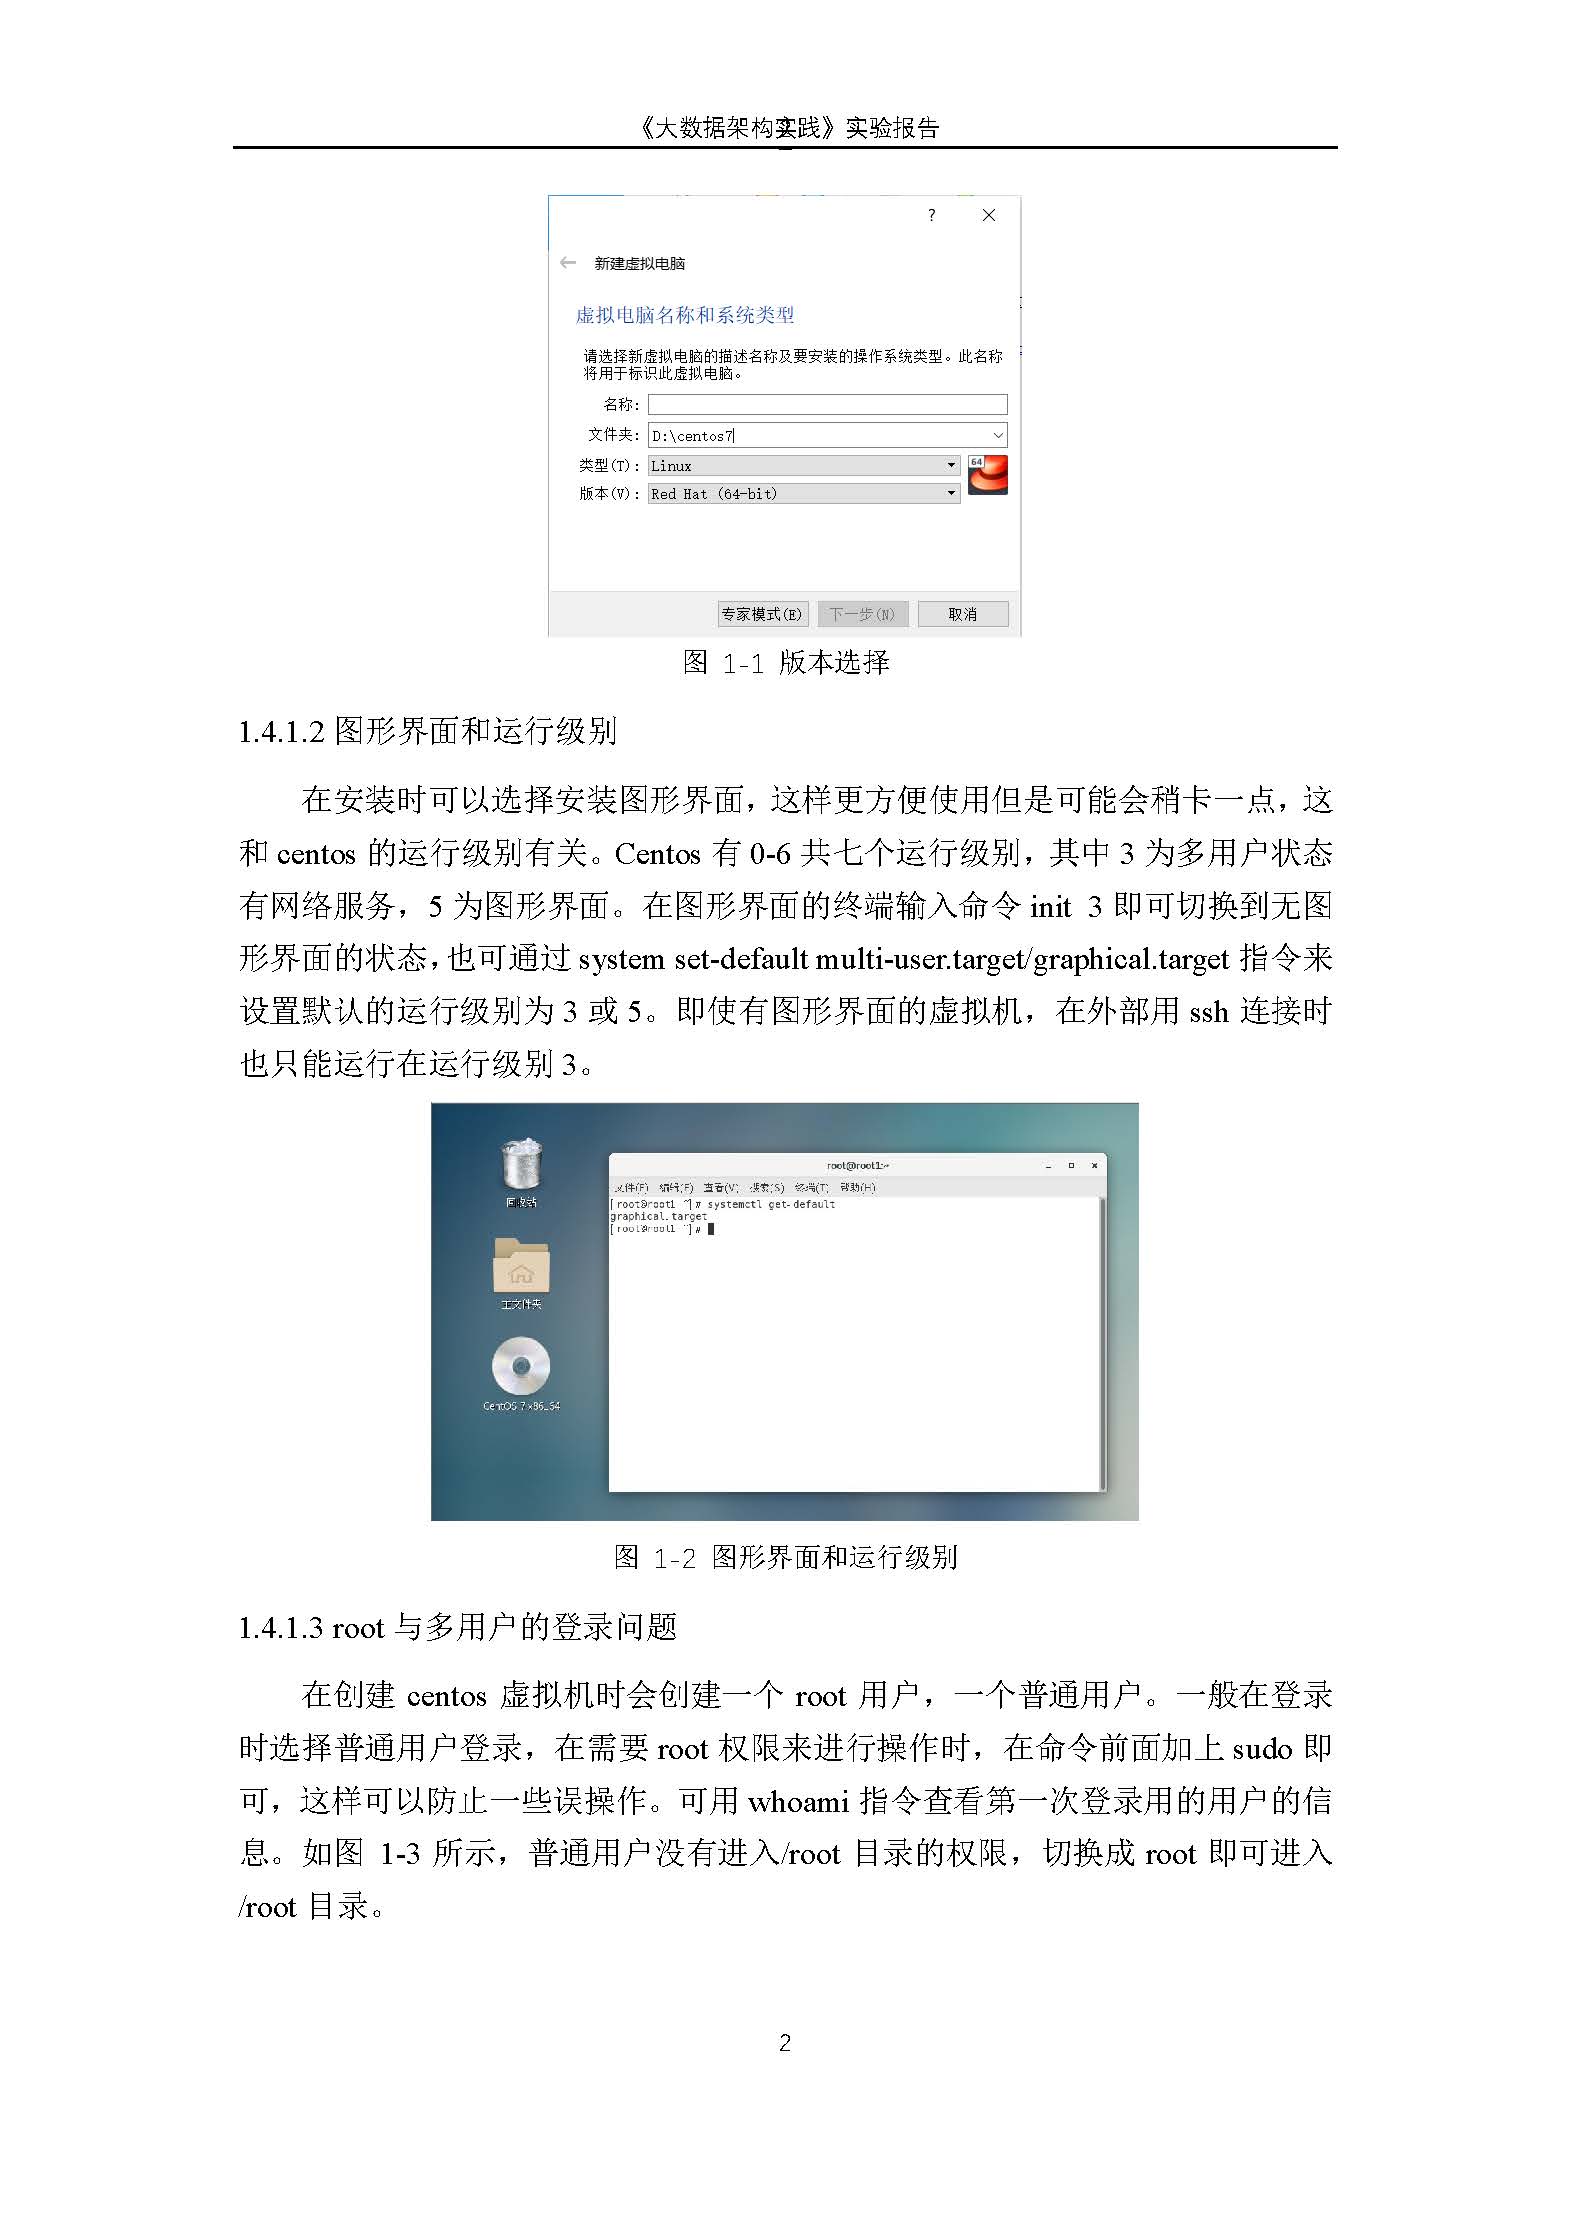 《大数据架构实践》实验报告
? ×
← 新建虚拟电脑
虚拟电脑名称和系统类型
请选择新虚拟电脑的描述名称及要安装的操作系统类型。此名称
将用于标识此虚拟电脑。
名称:
文件夹: D:\centos7
类型(T): Linux
64
版本(V): Red Hat (64-bit)
专家模式(E) 下一步(N) 取消
图 1-1 版本选择
1.4.1.2 图形界面和运行级别
在安装时可以选择安装图形界面，这样更方便使用但是可能会稍卡一点，这
和 centos 的运行级别有关。Centos 有 0-6 共七个运行级别，其中 3 为多用户状态
有网络服务，5 为图形界面。在图形界面的终端输入命令 init 3 即可切换到无图
形界面的状态，也可通过 system set-default multi-user.target/graphical.target 指令来
设置默认的运行级别为 3 或 5。即使有图形界面的虚拟机，在外部用 ssh 连接时
也只能运行在运行级别 3。
回收站
主文件夹
CentOS 7 x86_64
root@root1:~
文件(F) 编辑(E) 查看(V) 搜索(S) 终端(T) 帮助(H)
[root@root1 ~]# systemctl get-default
graphical.target
[root@root1 ~]#
图 1-2 图形界面和运行级别
1.4.1.3 root 与多用户的登录问题
在创建 centos 虚拟机时会创建一个 root 用户，一个普通用户。一般在登录
时选择普通用户登录，在需要 root 权限来进行操作时，在命令前面加上 sudo 即
可，这样可以防止一些误操作。可用 whoami 指令查看第一次登录用的用户的信
息。如图 1-3 所示，普通用户没有进入/root 目录的权限，切换成 root 即可进入
/root 目录。
2